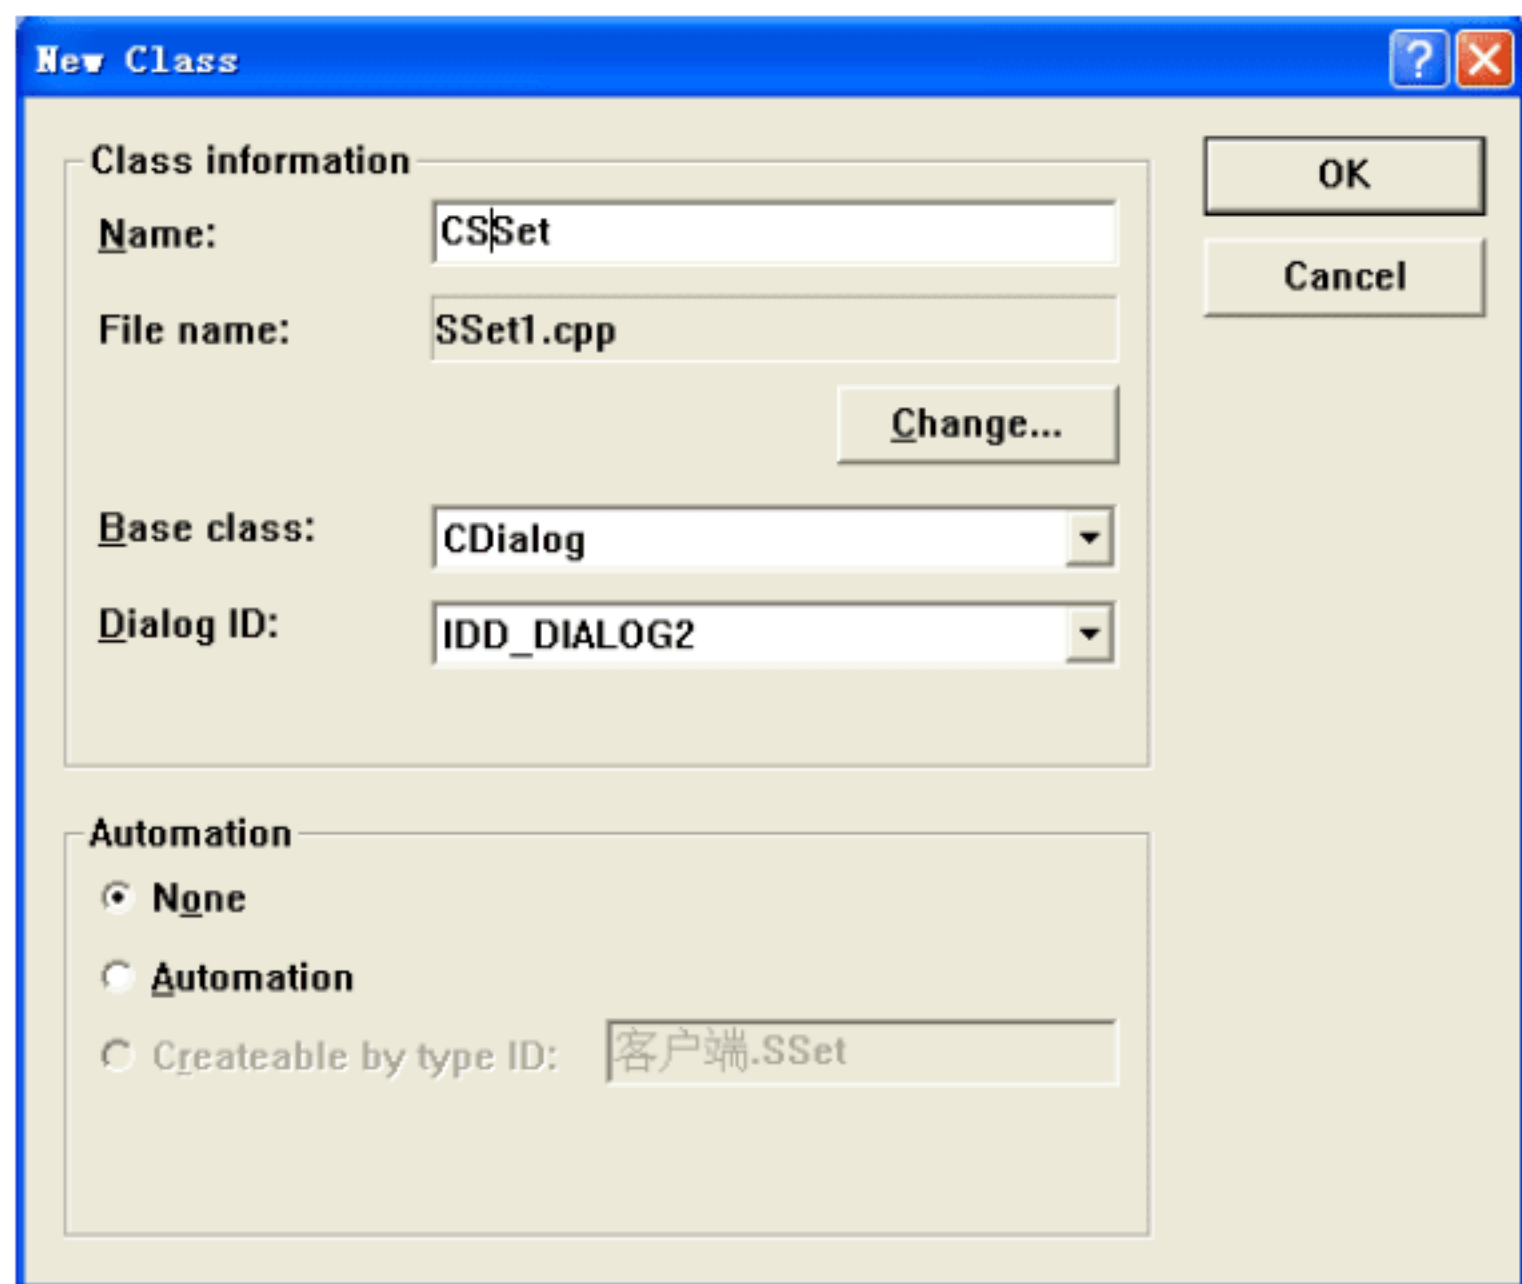 New Class
Class information
OK
Name: CSSet
Cancel
File name: SSet1.cpp
Change...
Base class: CDialog
Dialog ID: IDD_DIALOG2
Automation
None
Automation
Createable by type ID: 客户端.SSet